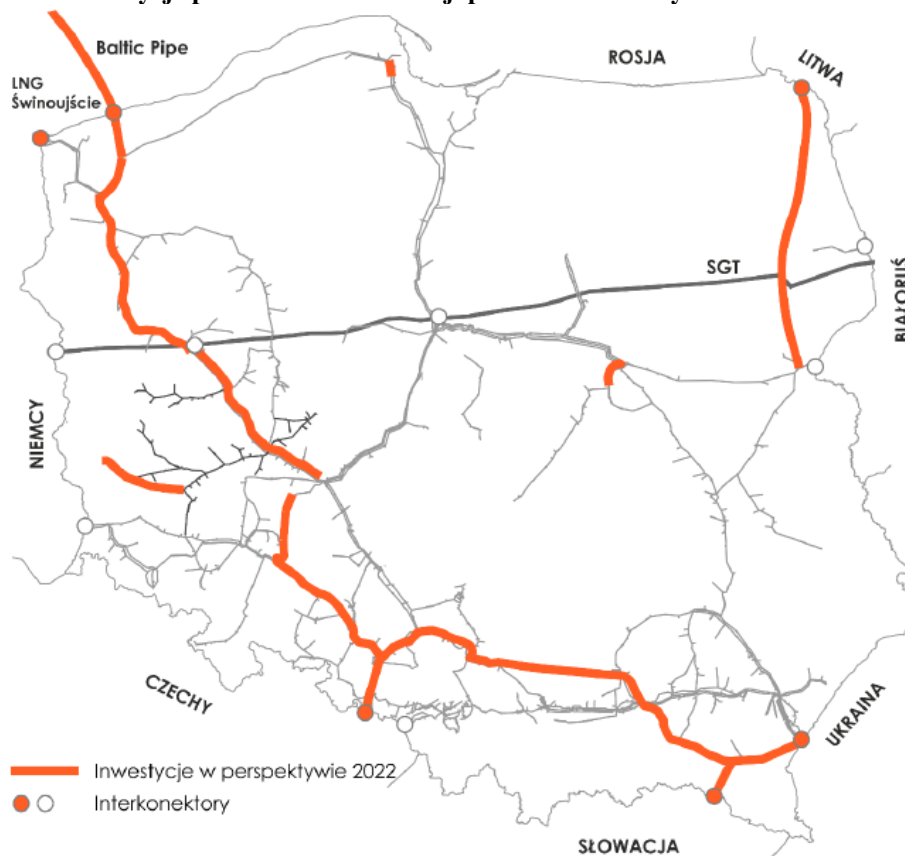 Baltic Pipe
ROSJA
LITWA
LNG
Świnoujście
SGT
BIAŁORUŚ
NIEMCY
CZECHY
UKRAINA
Inwestycje w perspektywie 2022
Interkonektory
SŁOWACJA